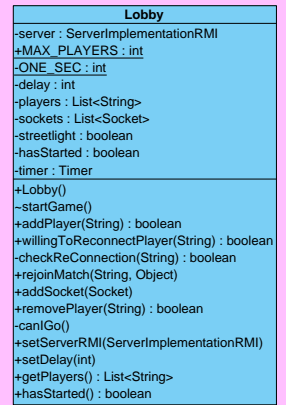 Lobby
-server : ServerImplementationRMI
+MAX_PLAYERS : int
-ONE_SEC : int
-delay : int
-players : List<String>
-sockets : List<Socket>
-streetlight : boolean
-hasStarted : boolean
-timer : Timer
+Lobby()
~startGame()
+addPlayer(String) : boolean
+willingToReconnectPlayer(String) : boolean
-checkReConnection(String) : boolean
+rejoinMatch(String, Object)
+addSocket(Socket)
+removePlayer(String) : boolean
-canIGo()
+setServerRMI(ServerImplementationRMI)
+setDelay(int)
+getPlayers() : List<String>
+hasStarted() : boolean